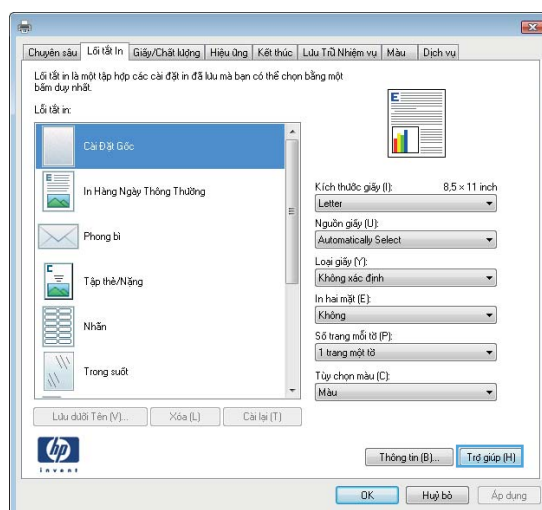 Chuyên sâu Lối tắt In Giấy/Chất lượng Hiệu ứng Kết thúc Lưu Trữ Nhiệm vụ Màu Dịch vụ
Lối tắt in là một tập hợp các cài đặt in đã lưu mà bạn có thể chọn bằng một
bấm duy nhất.
Lối tắt in:
Cài Đặt Gốc
In Hàng Ngày Thông Thường
Phong bì
Tập thẻ/Nặng
Nhãn
Trong suốt
Lưu dưới Tên (V)... Xóa (L) Cài lại (T)
E
Kích thước giấy (I): 8,5 × 11 inch
Letter
Nguồn giấy (U):
Automatically Select
Loại giấy (Y):
Không xác định
In hai mặt (E):
Không
Số trang mỗi tờ (P):
1 trang một tờ
Tùy chọn màu (C):
Màu
hp
invent
Thông tin (B)... Trợ giúp (H)
OK Huỷ bỏ Áp dụng